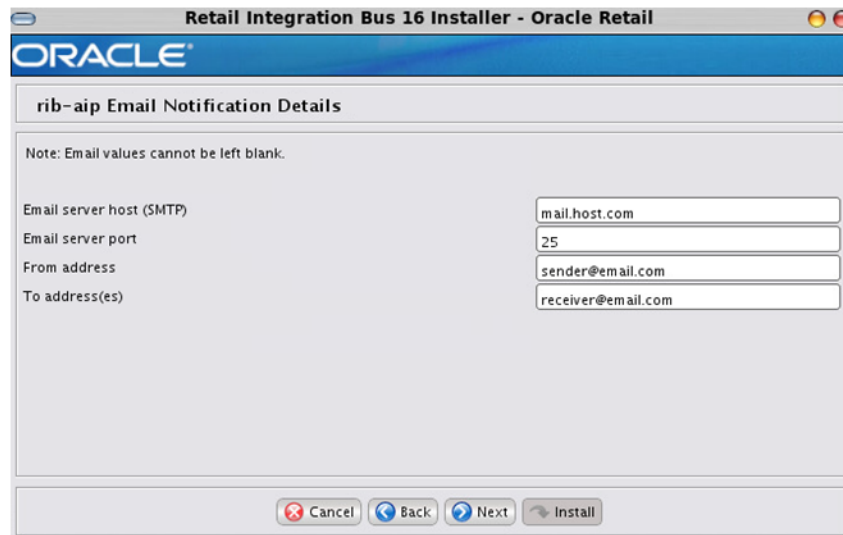 Retail Integration Bus 16 Installer - Oracle Retail
ORACLE®
rib-aip Email Notification Details
Note: Email values cannot be left blank.
Email server host (SMTP) mail.host.com
Email server port 25
From address sender@email.com
To address(es) receiver@email.com
Cancel Back Next Install